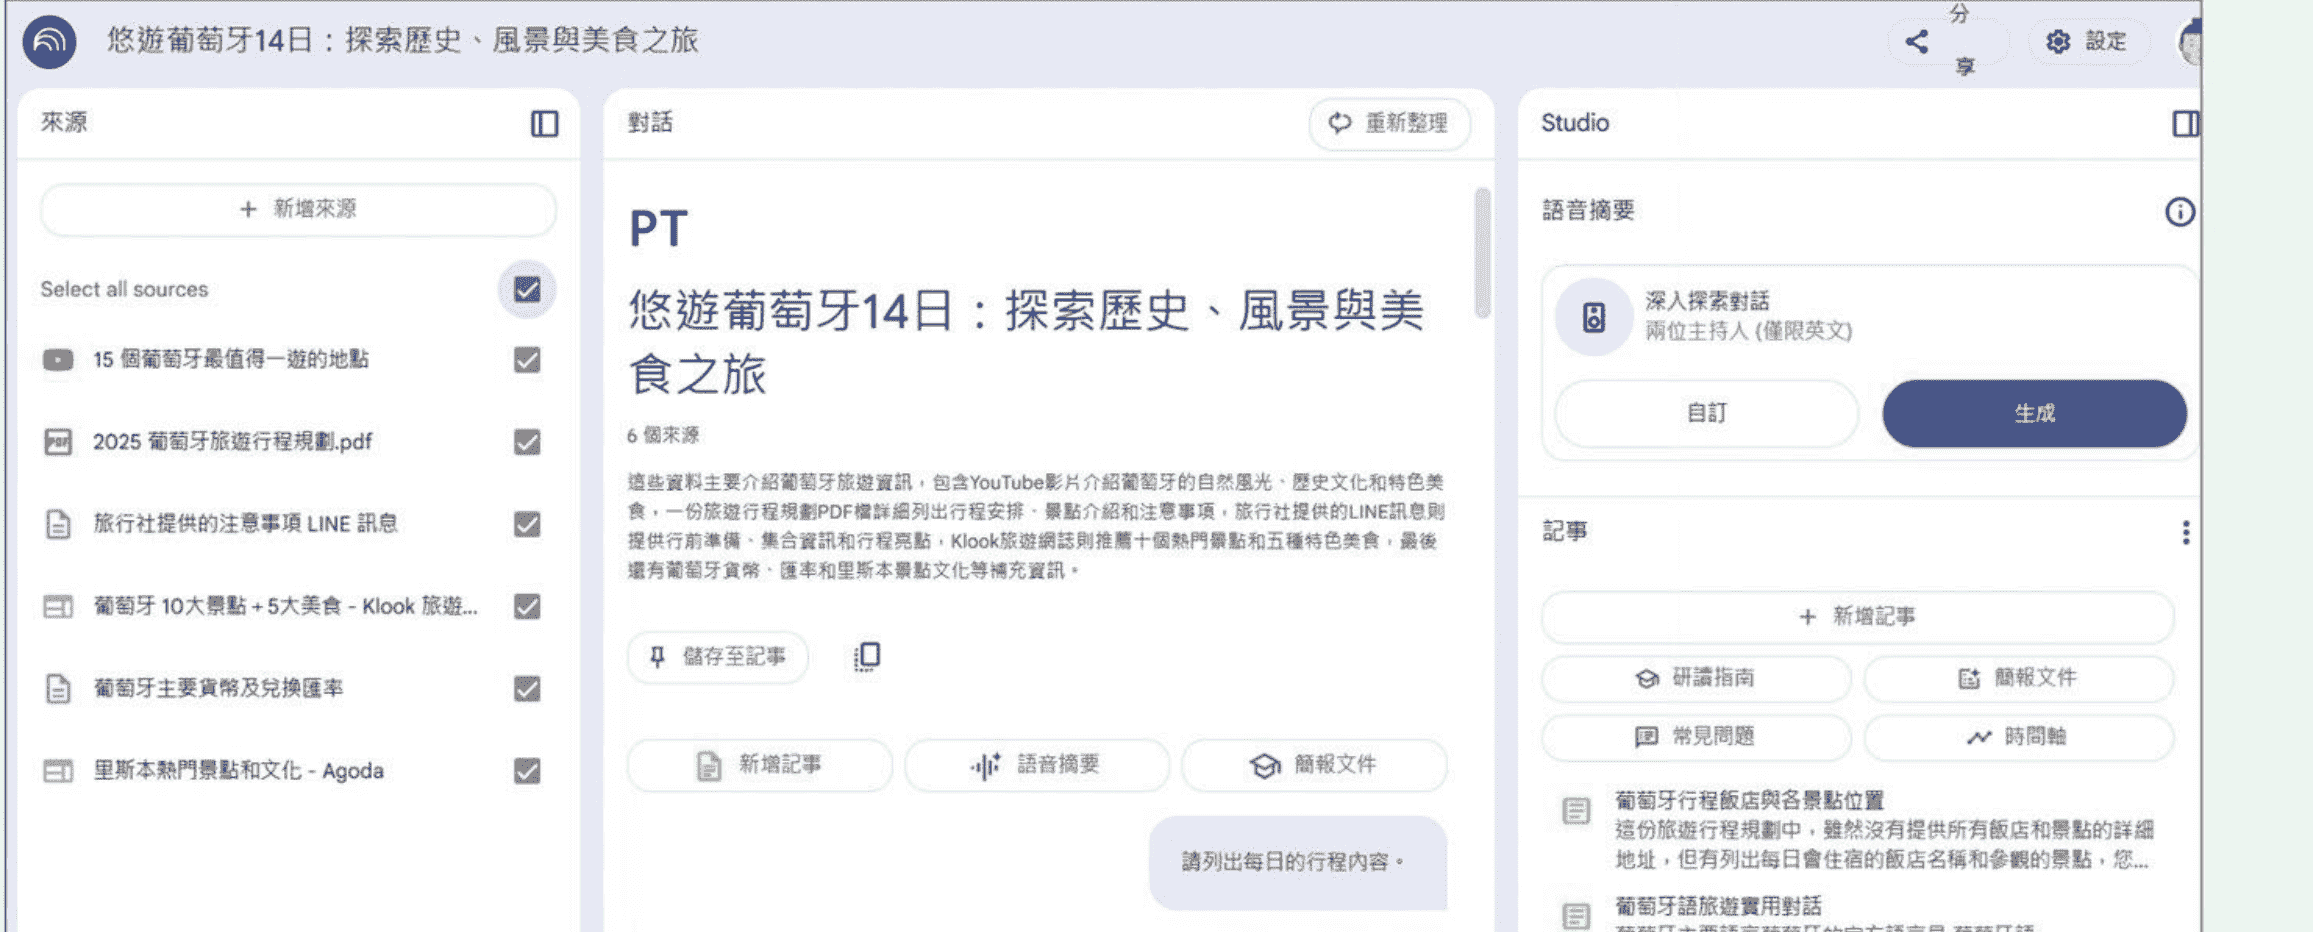 悠遊葡萄牙14日：探索歷史、風景與美食之旅
分享
設定
來源
+ 新增來源
Select all sources
15 個葡萄牙最值得一遊的地點
PDF 2025 葡萄牙旅遊行程規劃.pdf
旅行社提供的注意事項 LINE 訊息
葡萄牙 10大景點 + 5大美食 - Klook 旅遊...
葡萄牙主要貨幣及兌換匯率
里斯本熱門景點和文化 - Agoda
對話
重新整理
PT
悠遊葡萄牙14日：探索歷史、風景與美
食之旅
6 個來源
這些資料主要介紹葡萄牙旅遊資訊，包含YouTube影片介紹葡萄牙的自然風光、歷史文化和特色美
食，一份旅遊行程規劃PDF檔詳細列出行程安排、景點介紹和注意事項，旅行社提供的LINE訊息則
提供行前準備、集合資訊和行程亮點，Klook旅遊網誌則推薦十個熱門景點和五種特色美食，最後
還有葡萄牙貨幣、匯率和里斯本景點文化等補充資訊。
儲存至記事
新增記事
語音摘要
簡報文件
請列出每日的行程內容。
Studio
語音摘要
深入探索對話
兩位主持人 (僅限英文)
自訂
生成
記事
+ 新增記事
研讀指南
簡報文件
常見問題
時間軸
葡萄牙行程飯店與各景點位置
這份旅遊行程規劃中，雖然沒有提供所有飯店和景點的詳細
地址，但有列出每日會住宿的飯店名稱和參觀的景點，您...
葡萄牙語旅遊實用對話